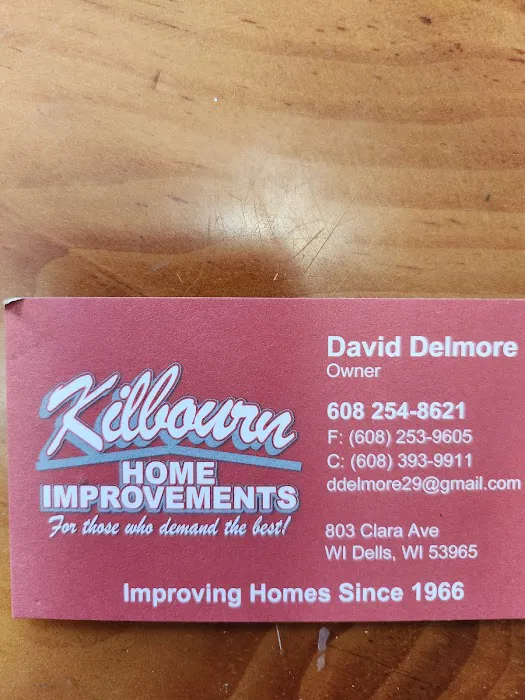 Kilbourn
HOME
IMPROVEMENTS
For those who demand the best!
David Delmore
Owner
608 254-8621
F: (608) 253-9605
C: (608) 393-9911
ddelmore29@gmail.com
803 Clara Ave
WI Dells, WI 53965
Improving Homes Since 1966